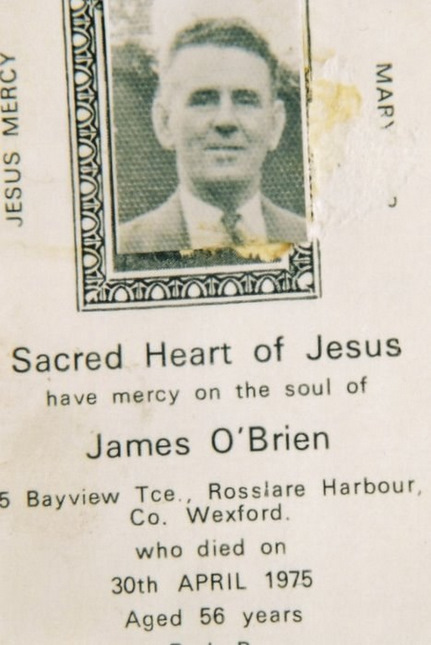 JESUS MERCY
MARY
Sacred Heart of Jesus
have mercy on the soul of
James O'Brien
5 Bayview Tce., Rosslare Harbour,
Co. Wexford.
who died on
30th APRIL 1975
Aged 56 years